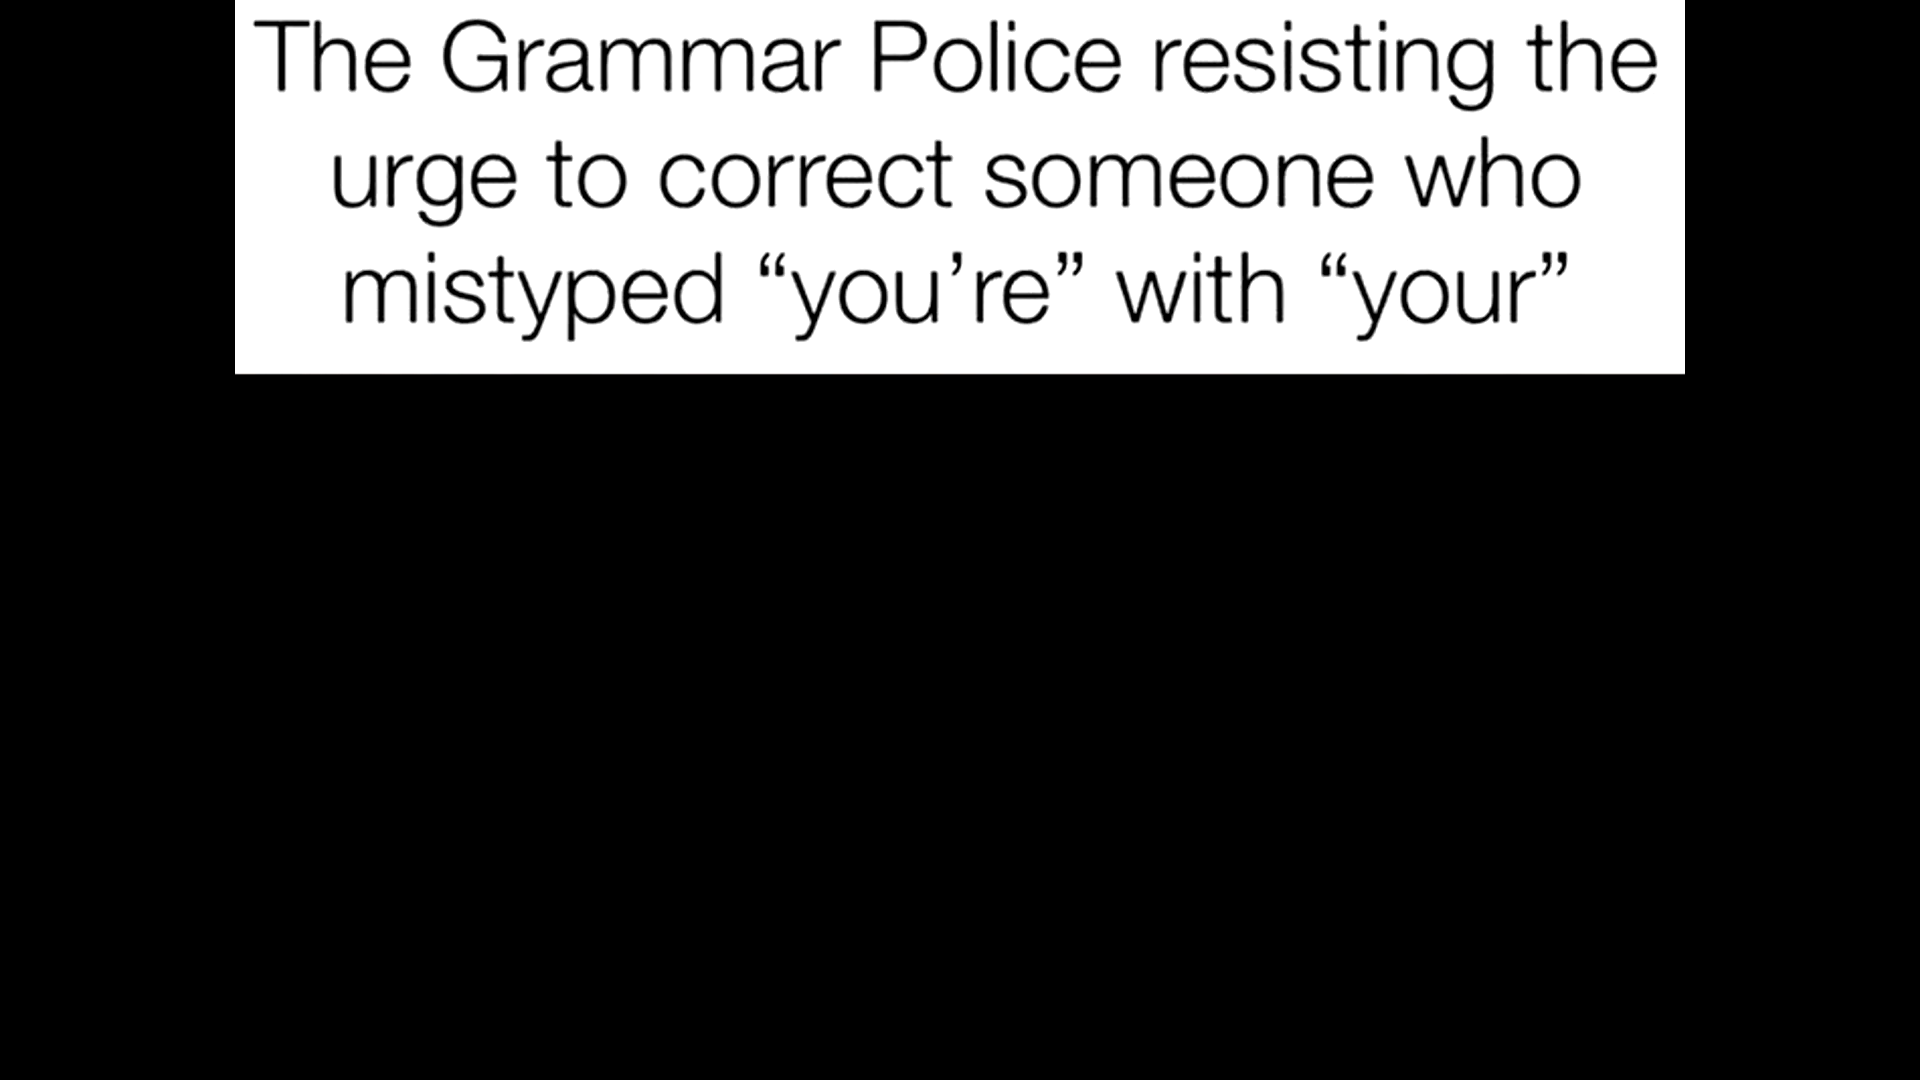 The Grammar Police resisting the
urge to correct someone who
mistyped “you’re” with “your”